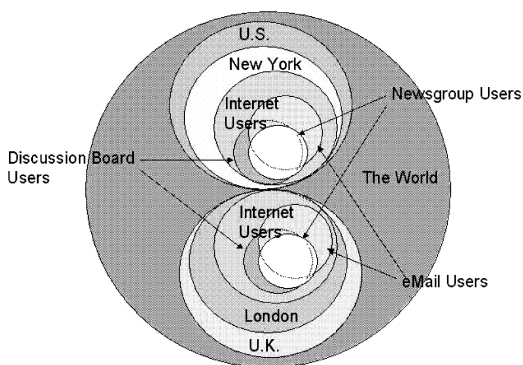 U.S.
New York
Newsgroup Users
Internet
Users
Discussion Board
Users
The World
Internet
Users
eMail Users
London
U.K.